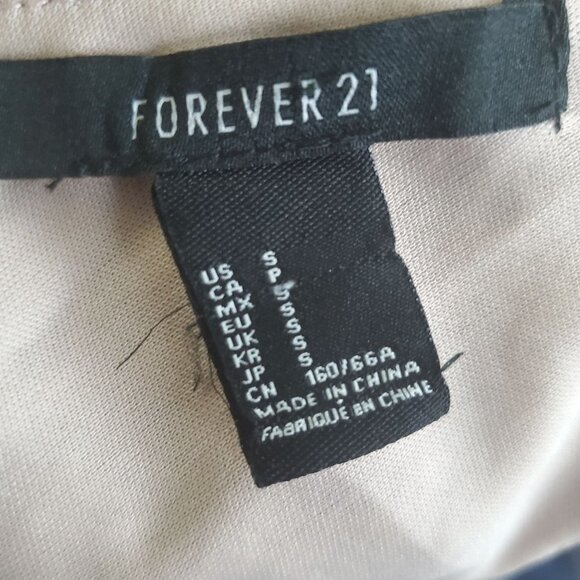 FOREVER 21
US S
CA P
MX S
EU S
UK S
KR S
JP S
CN 160/66A
MADE IN CHINA
FABRIQUÉ EN CHINE